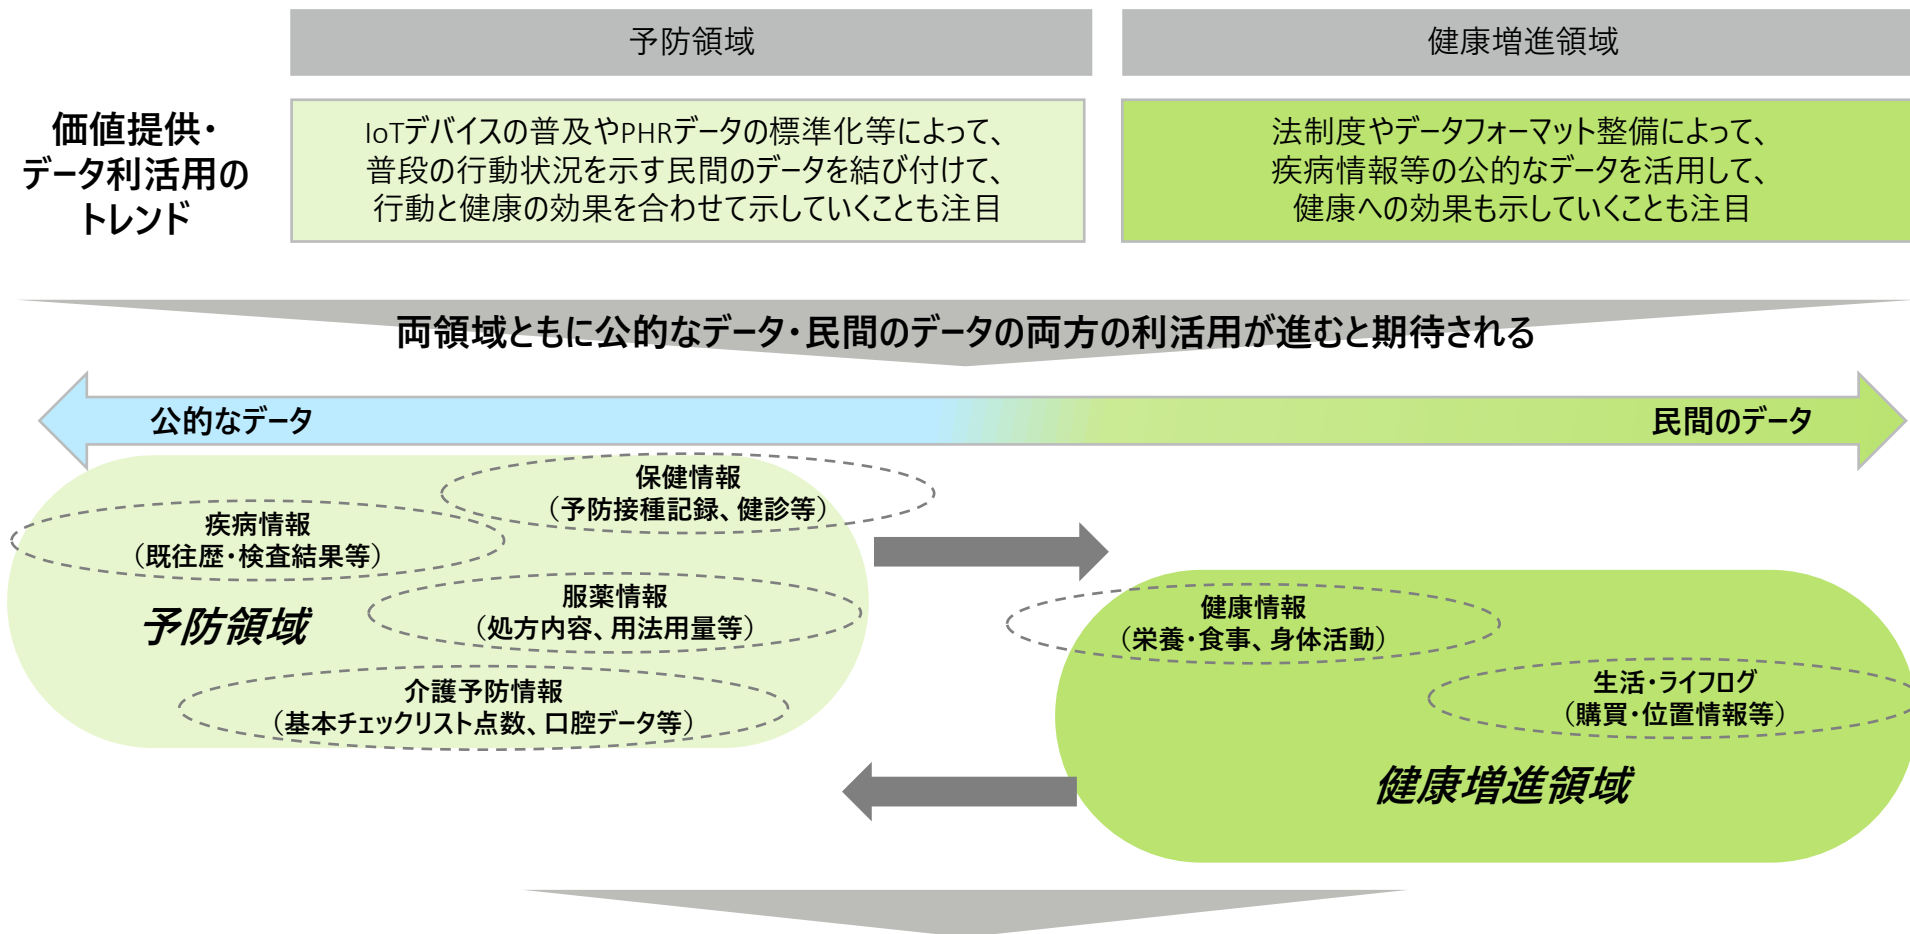 予防領域
健康増進領域
価値提供・
データ利活用の
トレンド
IoTデバイスの普及やPHRデータの標準化等によって、
普段の行動状況を示す民間のデータを結び付けて、
行動と健康の効果を合わせて示していくことも注目
法制度やデータフォーマット整備によって、
疾病情報等の公的なデータを活用して、
健康への効果も示していくことも注目
両領域ともに公的なデータ・民間のデータの両方の利活用が進むと期待される
公的なデータ
民間のデータ
保健情報
（予防接種記録、健診等）
疾病情報
（既往歴・検査結果等）
服薬情報
（処方内容、用法用量等）
予防領域
介護予防情報
（基本チェックリスト点数、口腔データ等）
健康情報
（栄養・食事、身体活動）
生活・ライフログ
（購買・位置情報等）
健康増進領域